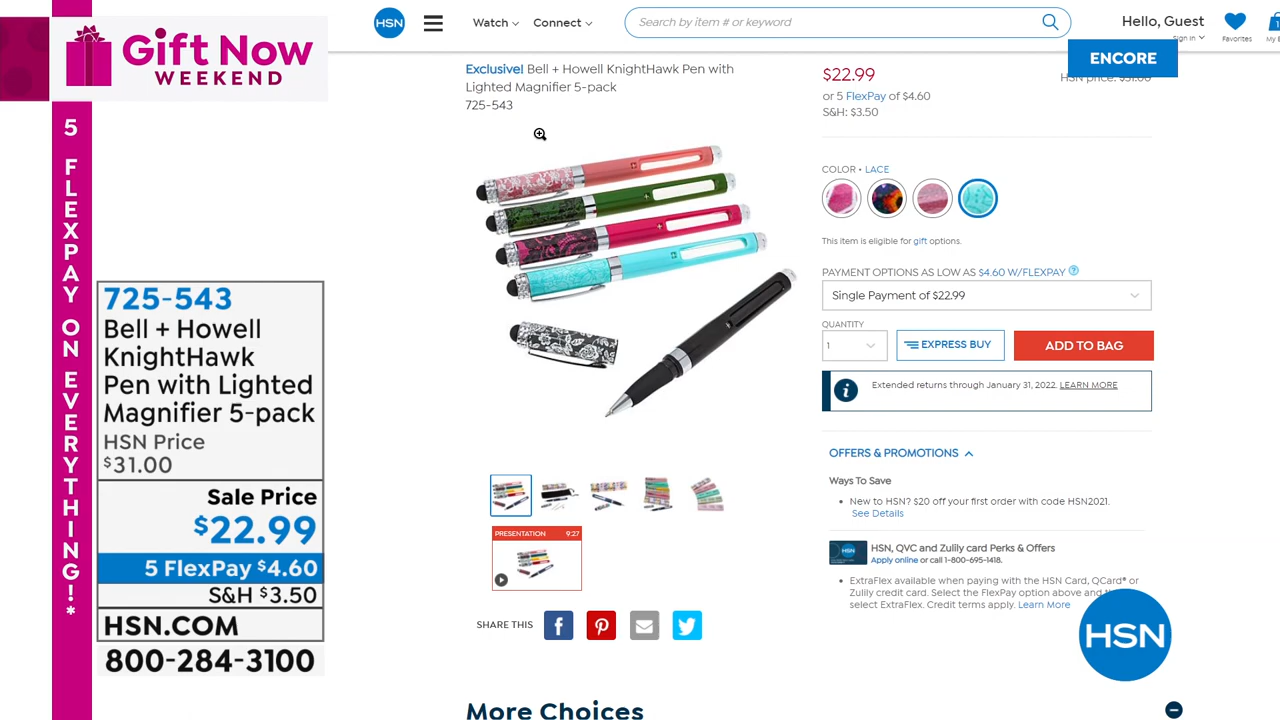 Gift Now
WEEKEND
5 FLEXPAY ON EVERYTHING!*
725-543
Bell + Howell
KnightHawk
Pen with Lighted
Magnifier 5-pack
HSN Price
$31.00
Sale Price
$22.99
5 FlexPay $4.60
S&H $3.50
HSN.COM
800-284-3100
HSN
Watch
Connect
Search by item # or keyword
Hello, Guest
Sign In
Favorites
1
ENCORE
Exclusive! Bell + Howell KnightHawk Pen with
Lighted Magnifier 5-pack
725-543
$22.99
HSN price: $31.00
or 5 FlexPay of $4.60
S&H: $3.50
COLOR • LACE
This item is eligible for gift options.
PAYMENT OPTIONS AS LOW AS $4.60 W/FLEXPAY ?
Single Payment of $22.99
QUANTITY
1
EXPRESS BUY
ADD TO BAG
i
Extended returns through January 31, 2022. LEARN MORE
OFFERS & PROMOTIONS
Ways To Save
• New to HSN? $20 off your first order with code HSN2021.
See Details
HSN, QVC and Zulily card Perks & Offers
Apply online or call 1-800-695-1418.
• ExtraFlex available when paying with the HSN Card, QCard® or
Zulily credit card. Select the FlexPay option above and
select ExtraFlex. Credit terms apply. Learn More
PRESENTATION 9:27
SHARE THIS
HSN
More Choices